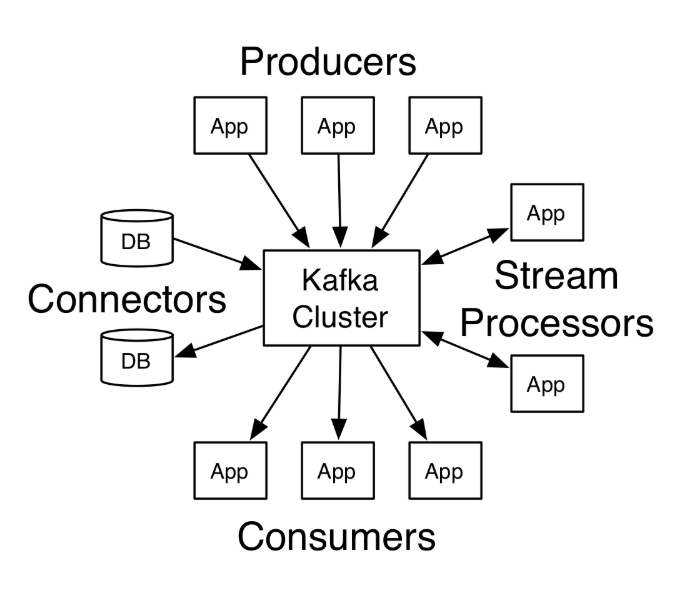 Producers
App
App
App
DB
App
Kafka
Cluster
Connectors
Stream
Processors
DB
App
App
App
App
Consumers